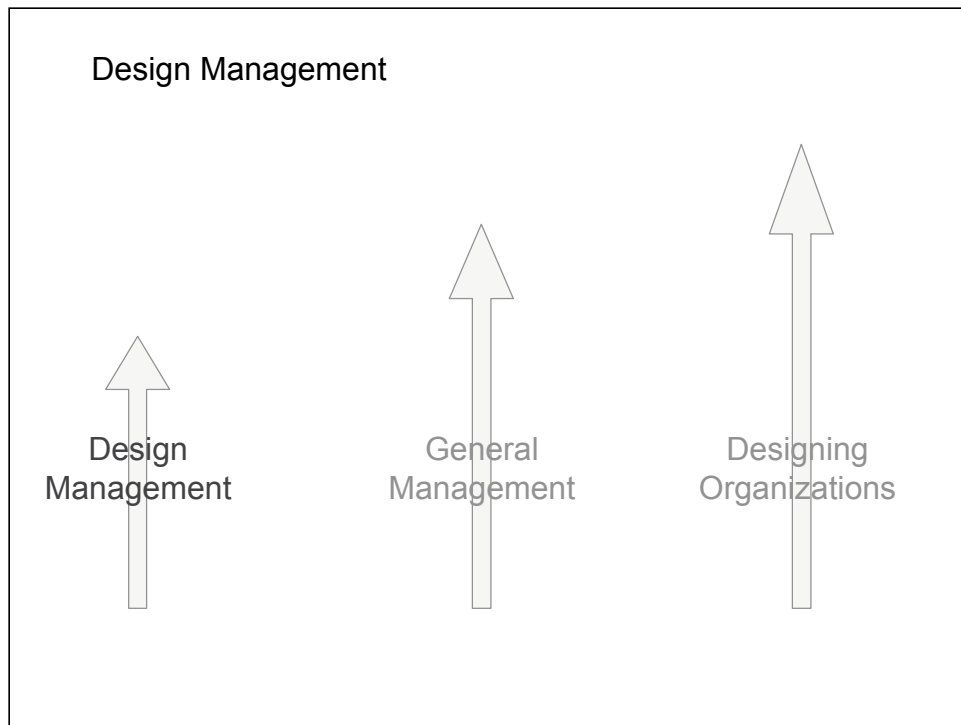 Design Management
Design
Management
General
Management
Designing
Organizations